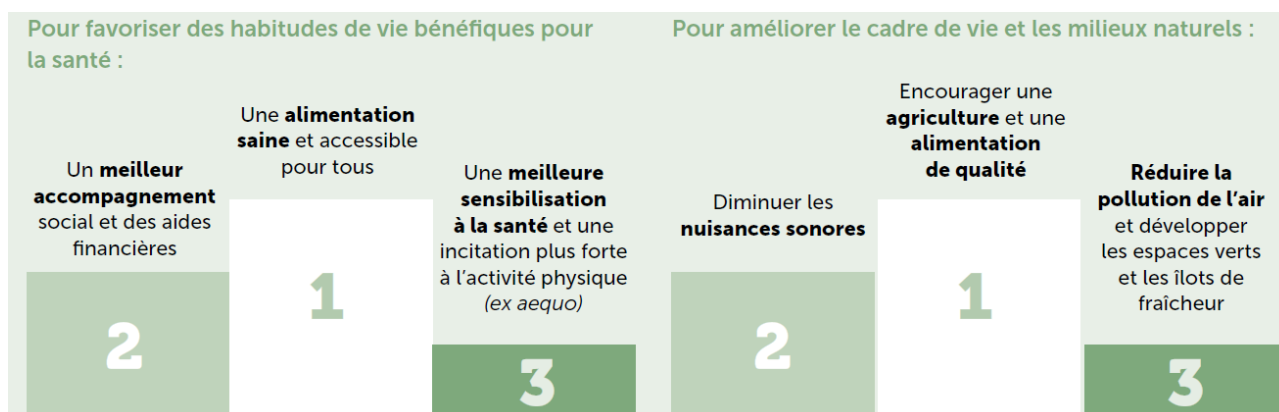 Pour favoriser des habitudes de vie bénéfiques pour
la santé :
Un meilleur
accompagnement
social et des aides
financières
2
Une alimentation
saine et accessible
pour tous
1
Une meilleure
sensibilisation
à la santé et une
incitation plus forte
à l'activité physique
(ex aequo)
3
Pour améliorer le cadre de vie et les milieux naturels :
Diminuer les
nuisances sonores
2
Encourager une
agriculture et une
alimentation
de qualité
1
Réduire la
pollution de l'air
et développer
les espaces verts
et les îlots de
fraîcheur
3